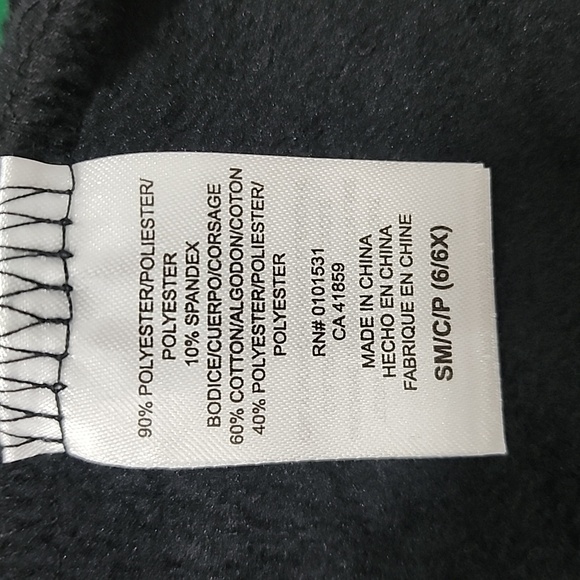 90% POLYESTER/POLIESTER/
POLYESTER
10% SPANDEX
BODICE/CUERPO/CORSAGE
60% COTTON/ALGODON/COTON
40% POLYESTER/POLIESTER/
POLYESTER
RN# 0101531
CA 41859
MADE IN CHINA
HECHO EN CHINA
FABRIQUE EN CHINE
SM/C/P (6/6X)